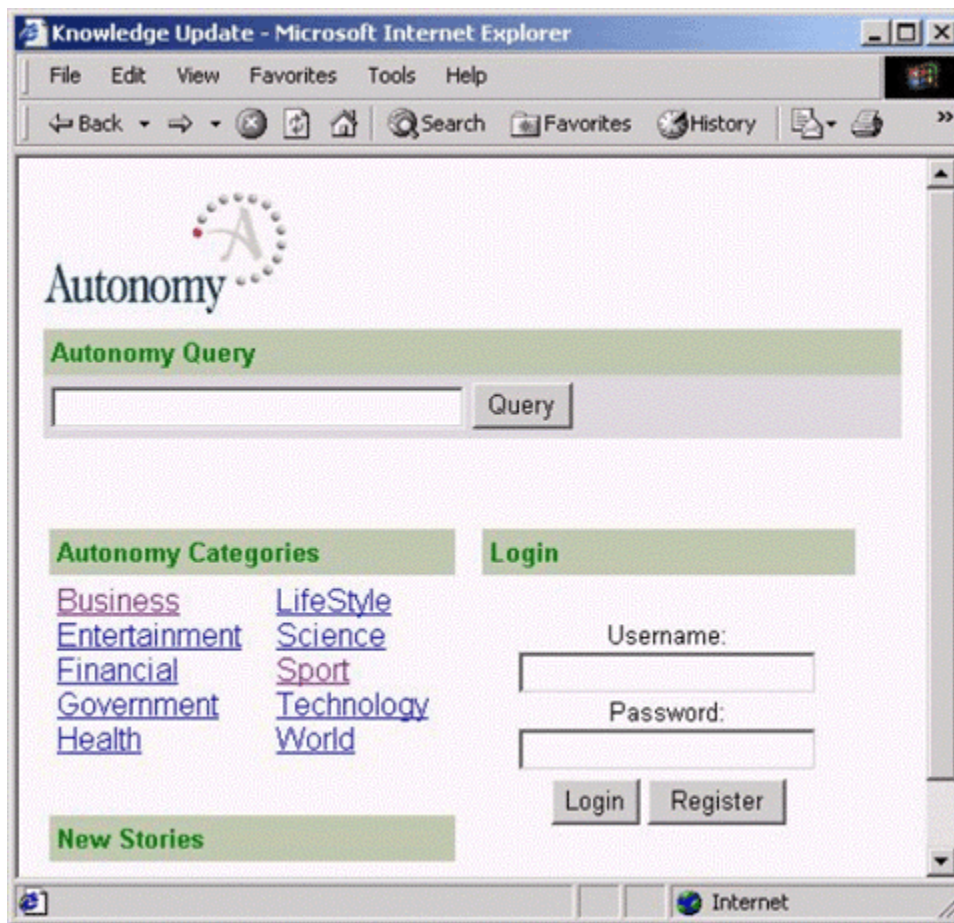 Knowledge Update - Microsoft Internet Explorer
File Edit View Favorites Tools Help
Back Search Favorites History »
A
Autonomy
Autonomy Query
Query
Autonomy Categories
Business LifeStyle
Entertainment Science
Financial Sport
Government Technology
Health World
Login
Username:
Password:
Login Register
New Stories
Internet